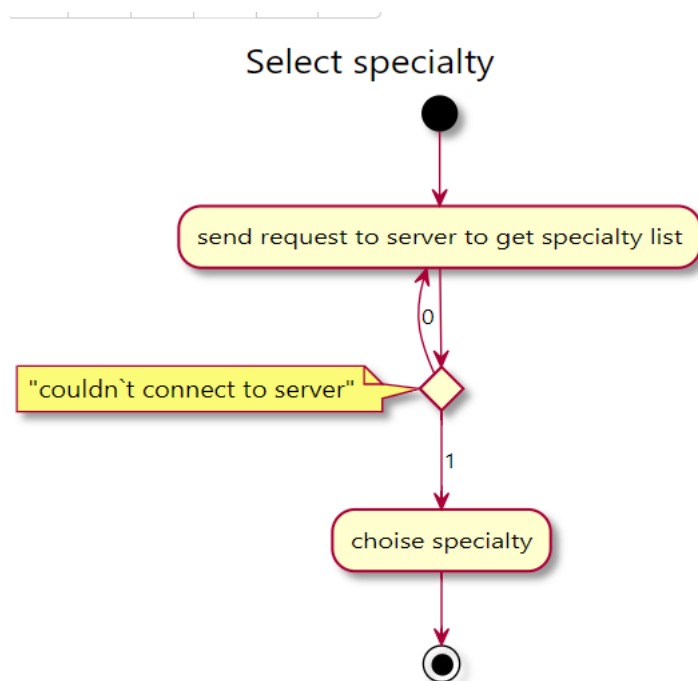 Select specialty
send request to server to get specialty list
0
"couldn`t connect to server"
1
choise specialty